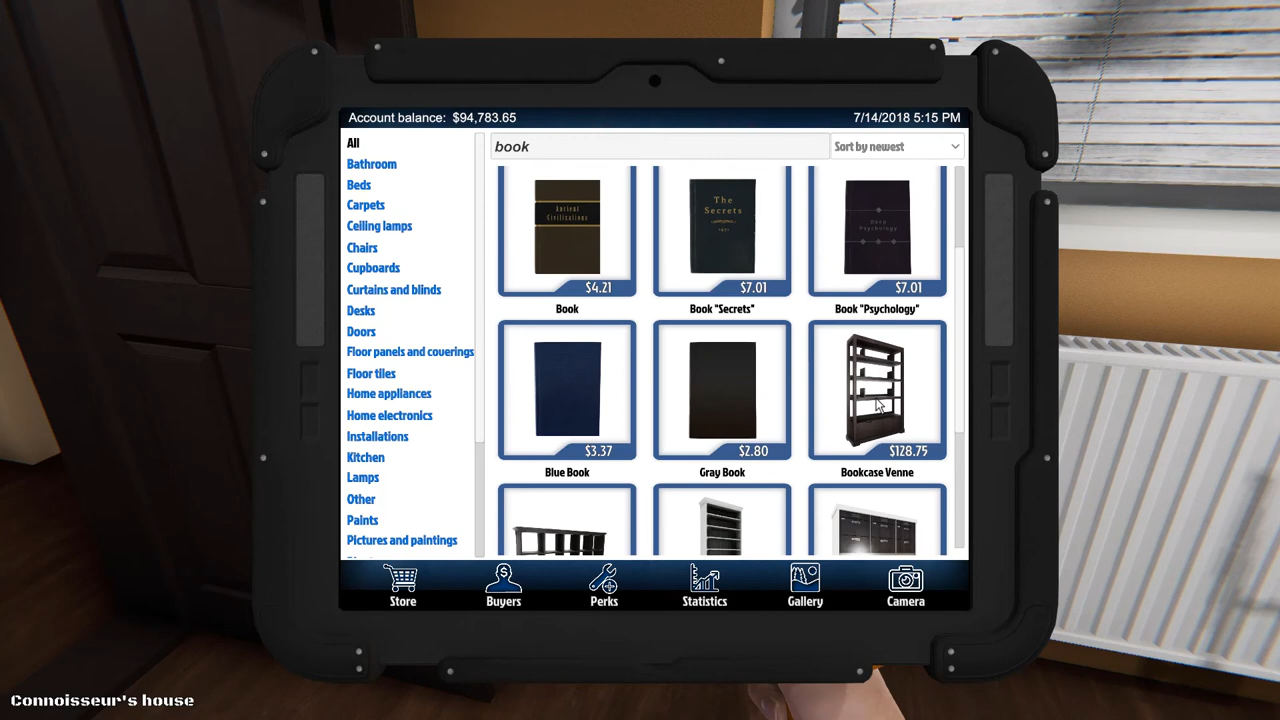 Account balance: $94,783.65
7/14/2018 5:15 PM
All
Bathroom
Beds
Carpets
Ceiling lamps
Chairs
Cupboards
Curtains and blinds
Desks
Doors
Floor panels and coverings
Floor tiles
Home appliances
Home electronics
Installations
Kitchen
Lamps
Other
Paints
Pictures and paintings
book
Sort by newest
Ancient
Civilizations
$4.21
Book
The
Secrets
$7.01
Book "Secrets"
Deep
Psychology
$7.01
Book "Psychology"
$3.37
Blue Book
$2.80
Gray Book
$128.75
Bookcase Venne
Store
Buyers
Perks
Statistics
Gallery
Camera
Connoisseur's house